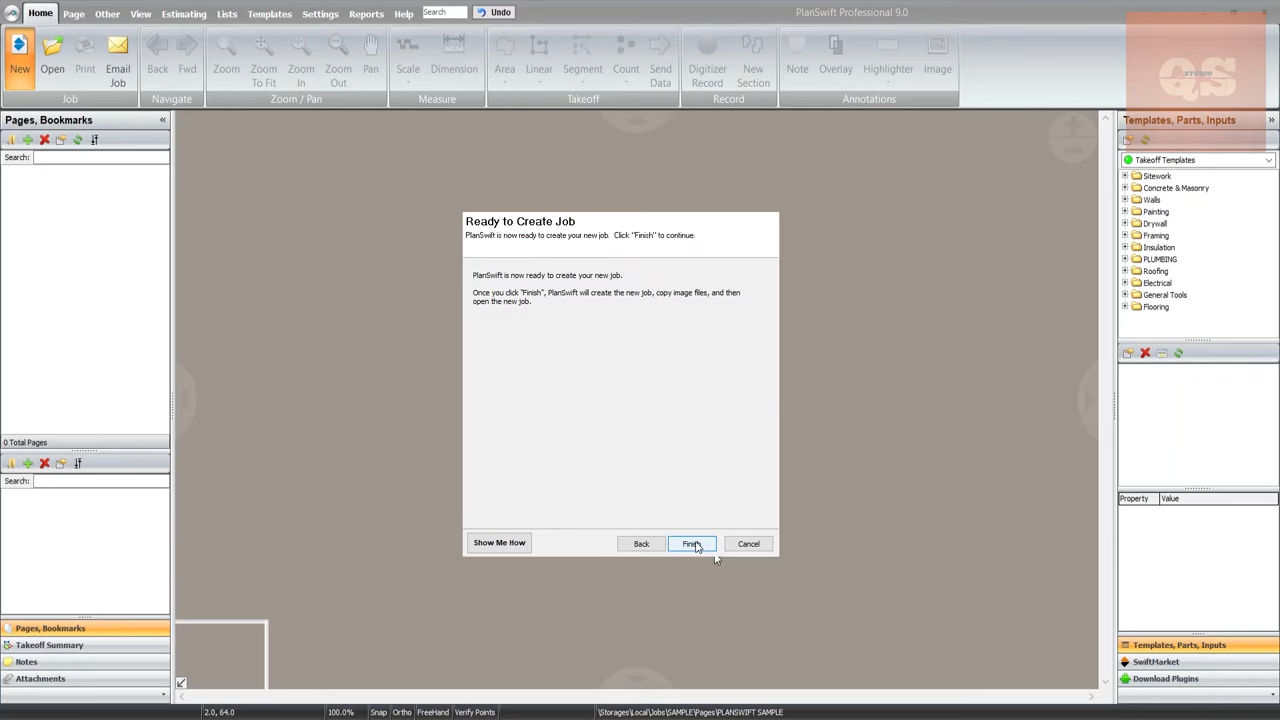 Home Page Other View Estimating Lists Templates Settings Reports Help Search Undo PlanSwift Professional 9.0
New Open Print Email Job Back Fwd Zoom Zoom To Fit Zoom In Zoom Out Pan Scale Dimension Area Linear Segment Count Send Data Digitizer Record New Section Note Overlay Highlighter Image
Job Navigate Zoom / Pan Measure Takeoff Record Annotations
QS STUDIO
Pages, Bookmarks
Search:
0 Total Pages
Search:
Pages, Bookmarks
Takeoff Summary
Notes
Attachments
Ready to Create Job
PlanSwift is now ready to create your new job. Click "Finish" to continue.
PlanSwift is now ready to create your new job.
Once you click "Finish", PlanSwift will create the new job, copy image files, and then
open the new job.
Show Me How Back Finish Cancel
Templates, Parts, Inputs
Takeoff Templates
Sitework
Concrete & Masonry
Walls
Painting
Drywall
Framing
Insulation
PLUMBING
Roofing
Electrical
General Tools
Flooring
Property Value
Templates, Parts, Inputs
SwiftMarket
Download Plugins
2.0, 64.0 100.0% Snap Ortho FreeHand Verify Points \Storages\Local\Jobs\SAMPLE\Pages\PLANSWIFT SAMPLE